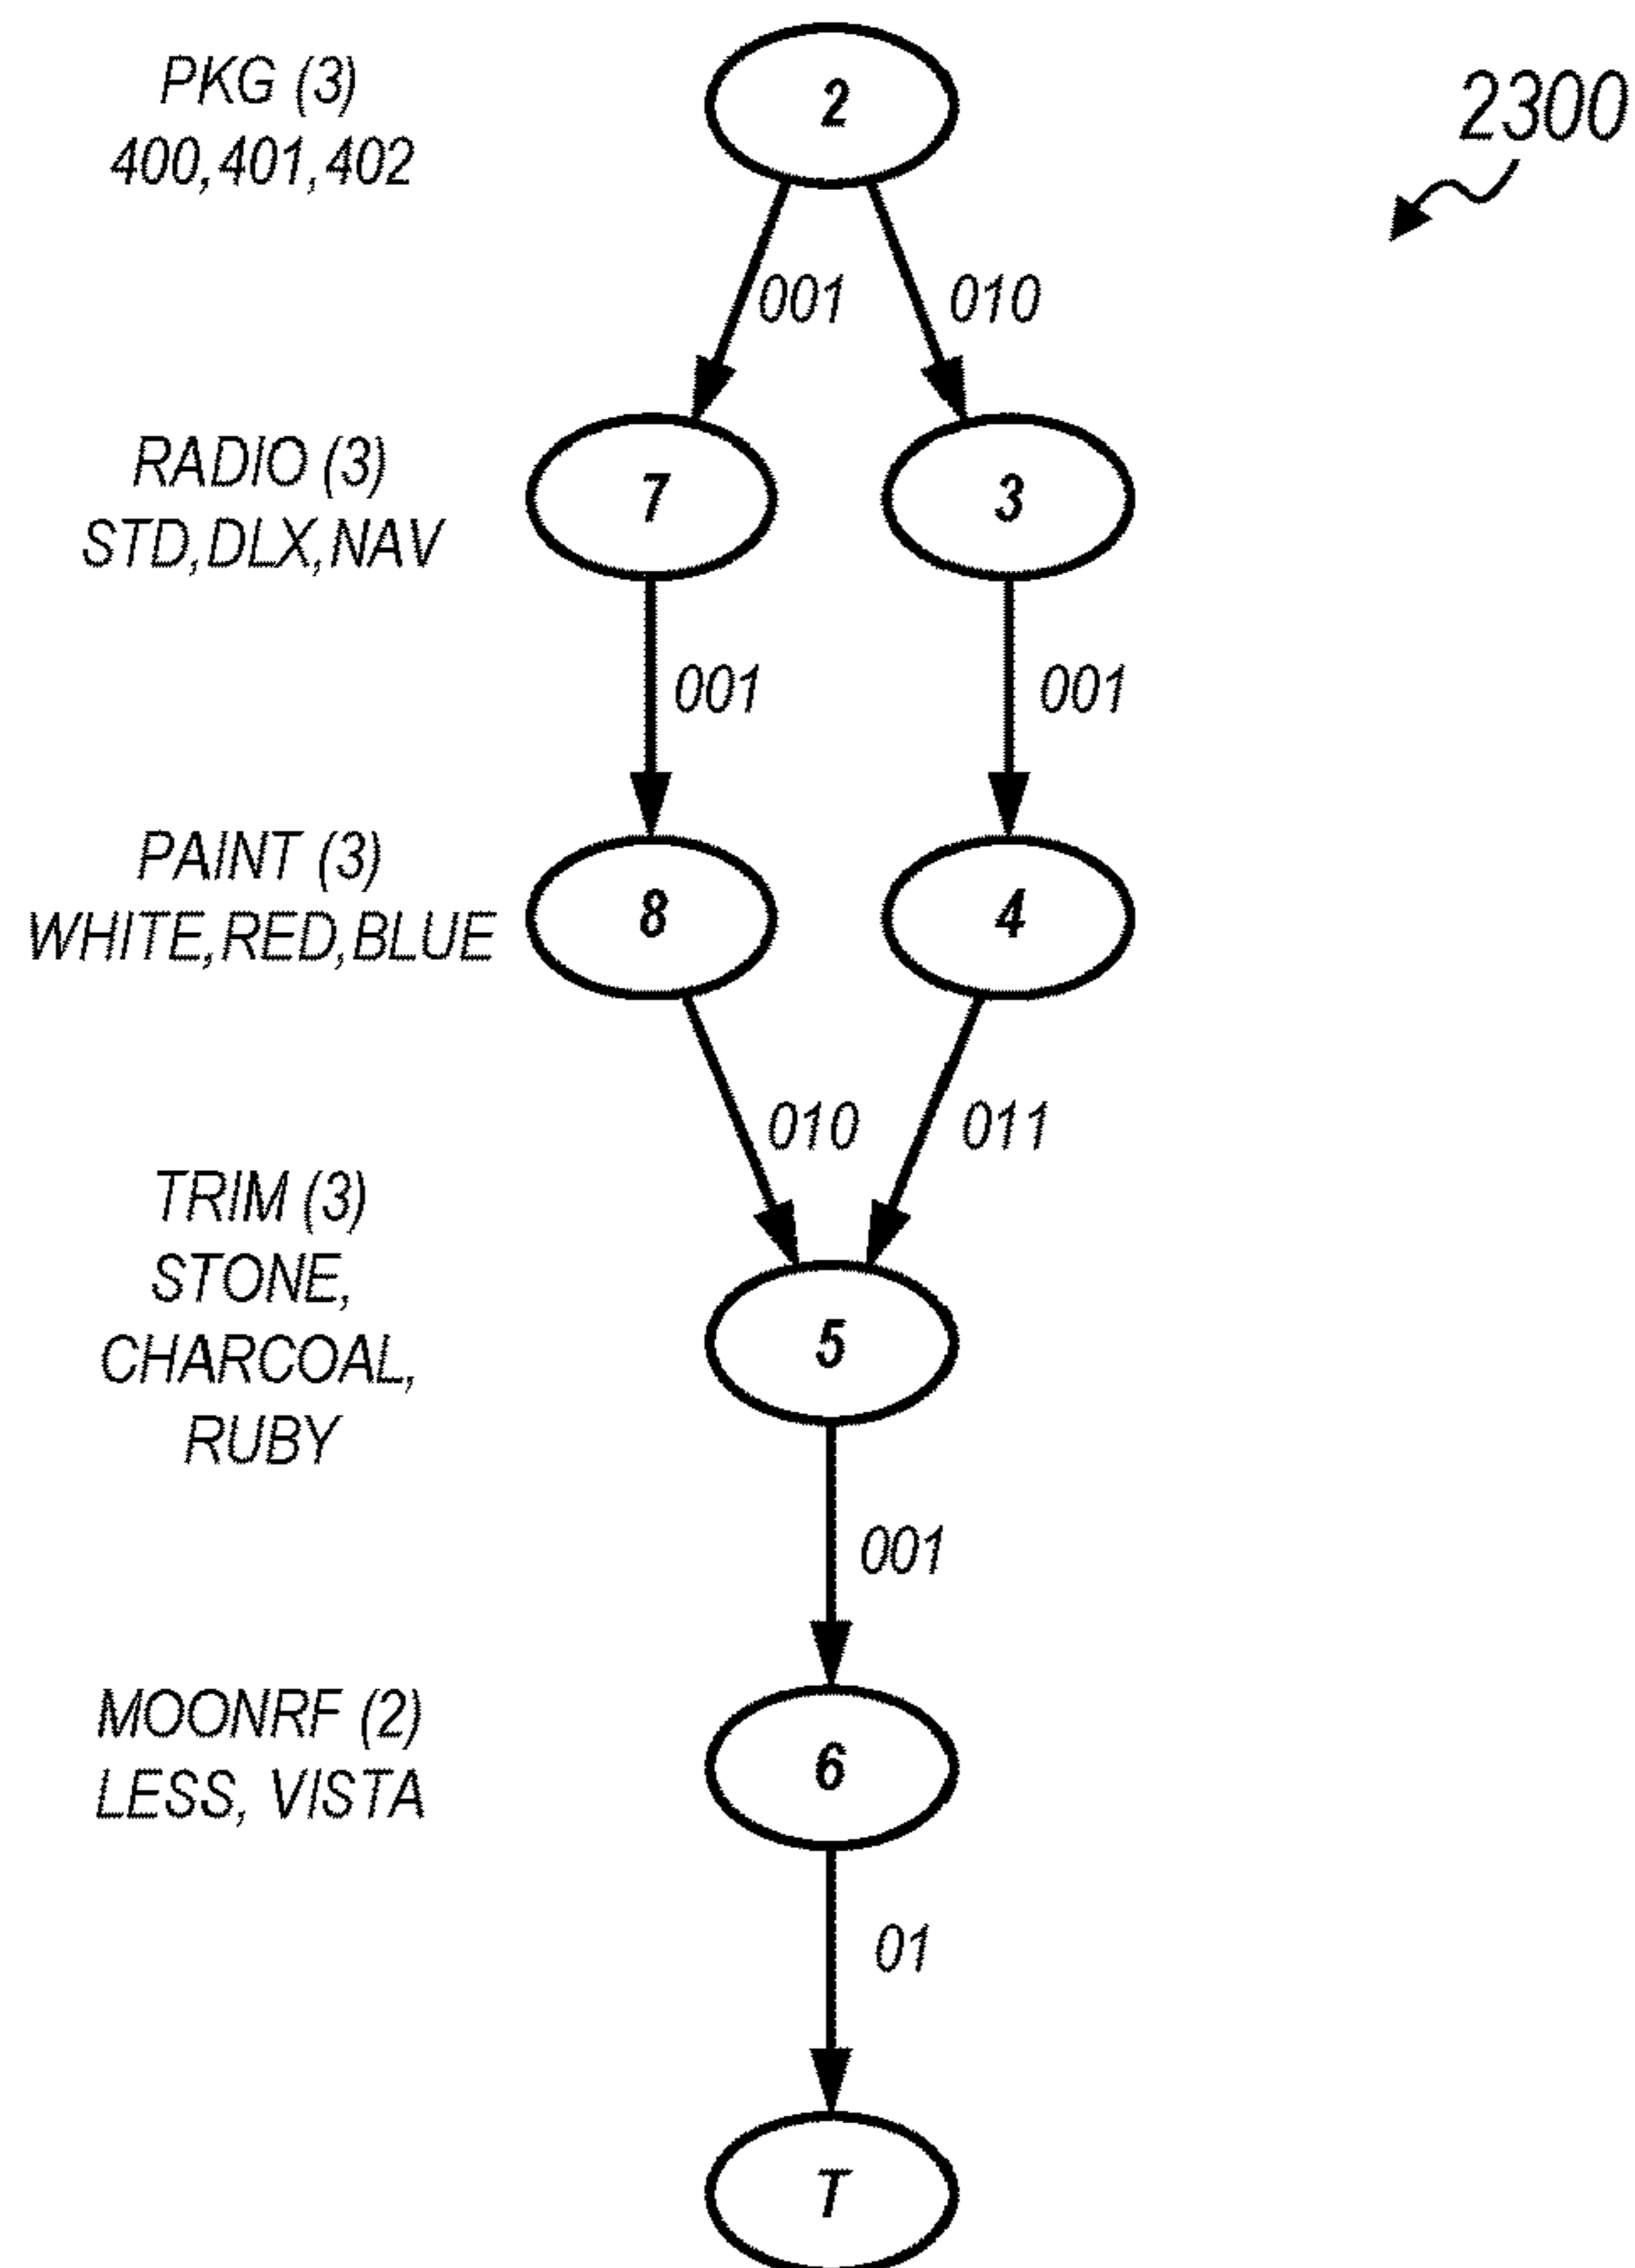 PKG (3)
400,401,402
2
2300
001
010
RADIO (3)
STD,DLX,NAV
7
3
001
001
PAINT (3)
WHITE,RED,BLUE
8
4
010
011
TRIM (3)
STONE,
CHARCOAL,
RUBY
5
001
MOONRF (2)
LESS, VISTA
6
01
T